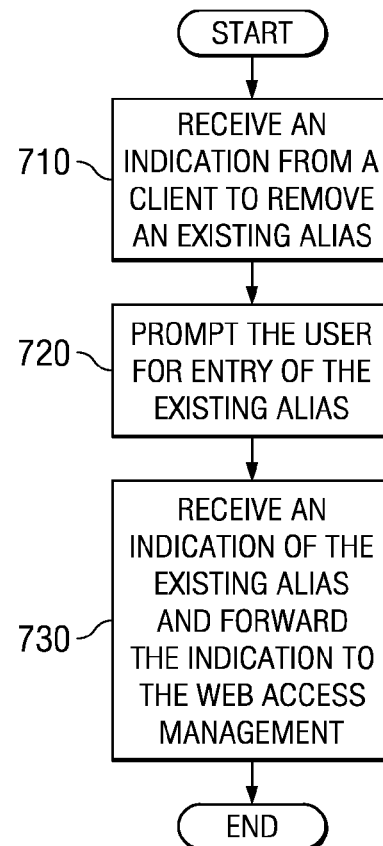 START
710
RECEIVE AN
INDICATION FROM A
CLIENT TO REMOVE
AN EXISTING ALIAS
720
PROMPT THE USER
FOR ENTRY OF THE
EXISTING ALIAS
730
RECEIVE AN
INDICATION OF THE
EXISTING ALIAS
AND FORWARD
THE INDICATION TO
THE WEB ACCESS
MANAGEMENT
END